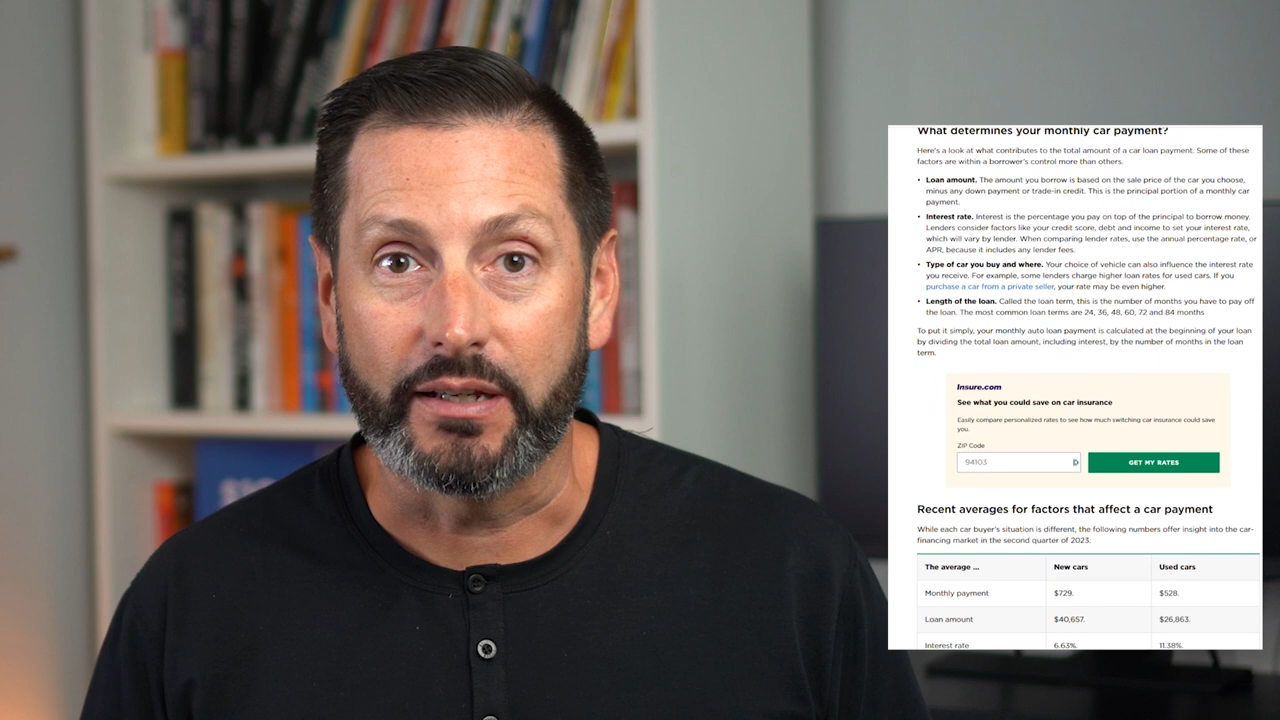 What determines your monthly car payment?
Here's a look at what contributes to the total amount of a car loan payment. Some of these
factors are within a borrower's control more than others.
• Loan amount. The amount you borrow is based on the sale price of the car you choose,
minus any down payment or trade-in credit. This is the principal portion of a monthly car
payment.
• Interest rate. Interest is the percentage you pay on top of the principal to borrow money.
Lenders consider factors like your credit score, debt and income to set your interest rate,
which will vary by lender. When comparing lender rates, use the annual percentage rate, or
APR, because it includes any lender fees.
• Type of car you buy and where. Your choice of vehicle can also influence the interest rate
you receive. For example, some lenders charge higher loan rates for used cars. If you
purchase a car from a private seller, your rate may be even higher.
• Length of the loan. Called the loan term, this is the number of months you have to pay off
the loan. The most common loan terms are 24, 36, 48, 60, 72 and 84 months
To put it simply, your monthly auto loan payment is calculated at the beginning of your loan
by dividing the total loan amount, including interest, by the number of months in the loan
term.
Insure.com
See what you could save on car insurance
Easily compare personalized rates to see how much switching car insurance could save
you.
ZIP Code
94103 GET MY RATES
Recent averages for factors that affect a car payment
While each car buyer's situation is different, the following numbers offer insight into the car-
financing market in the second quarter of 2023.
The average ... New cars Used cars
Monthly payment $729. $528.
Loan amount $40,657. $26,863.
Interest rate 6.63%. 11.38%.